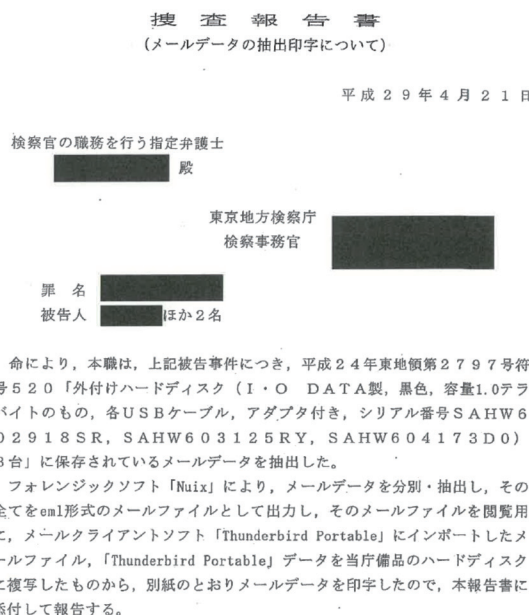 捜査報告書
(メールデータの抽出印字について)
平成29年4月21日
検察官の職務を行う指定弁護士
殿
東京地方検察庁
検察事務官
罪名
被告人 ほか2名
命により，本職は，上記被告事件につき，平成24年東地領第2797号符
号520「外付けハードディスク（I・O DATA製，黒色，容量1.0テラ
バイトのもの，各USBケーブル，アダプタ付き，シリアル番号SAHW6
02918SR，SAHW603125RY，SAHW604173D0）
3台」に保存されているメールデータを抽出した。
フォレンジックソフト「Nuix」により，メールデータを分別・抽出し，その
全てをeml形式のメールファイルとして出力し，そのメールファイルを閲覧用
に，メールクライアントソフト「Thunderbird Portable」にインポートしたメ
ールファイル，「Thunderbird Portable」データを当庁備品のハードディスク
に複写したものから，別紙のとおりメールデータを印字したので，本報告書に
添付して報告する。